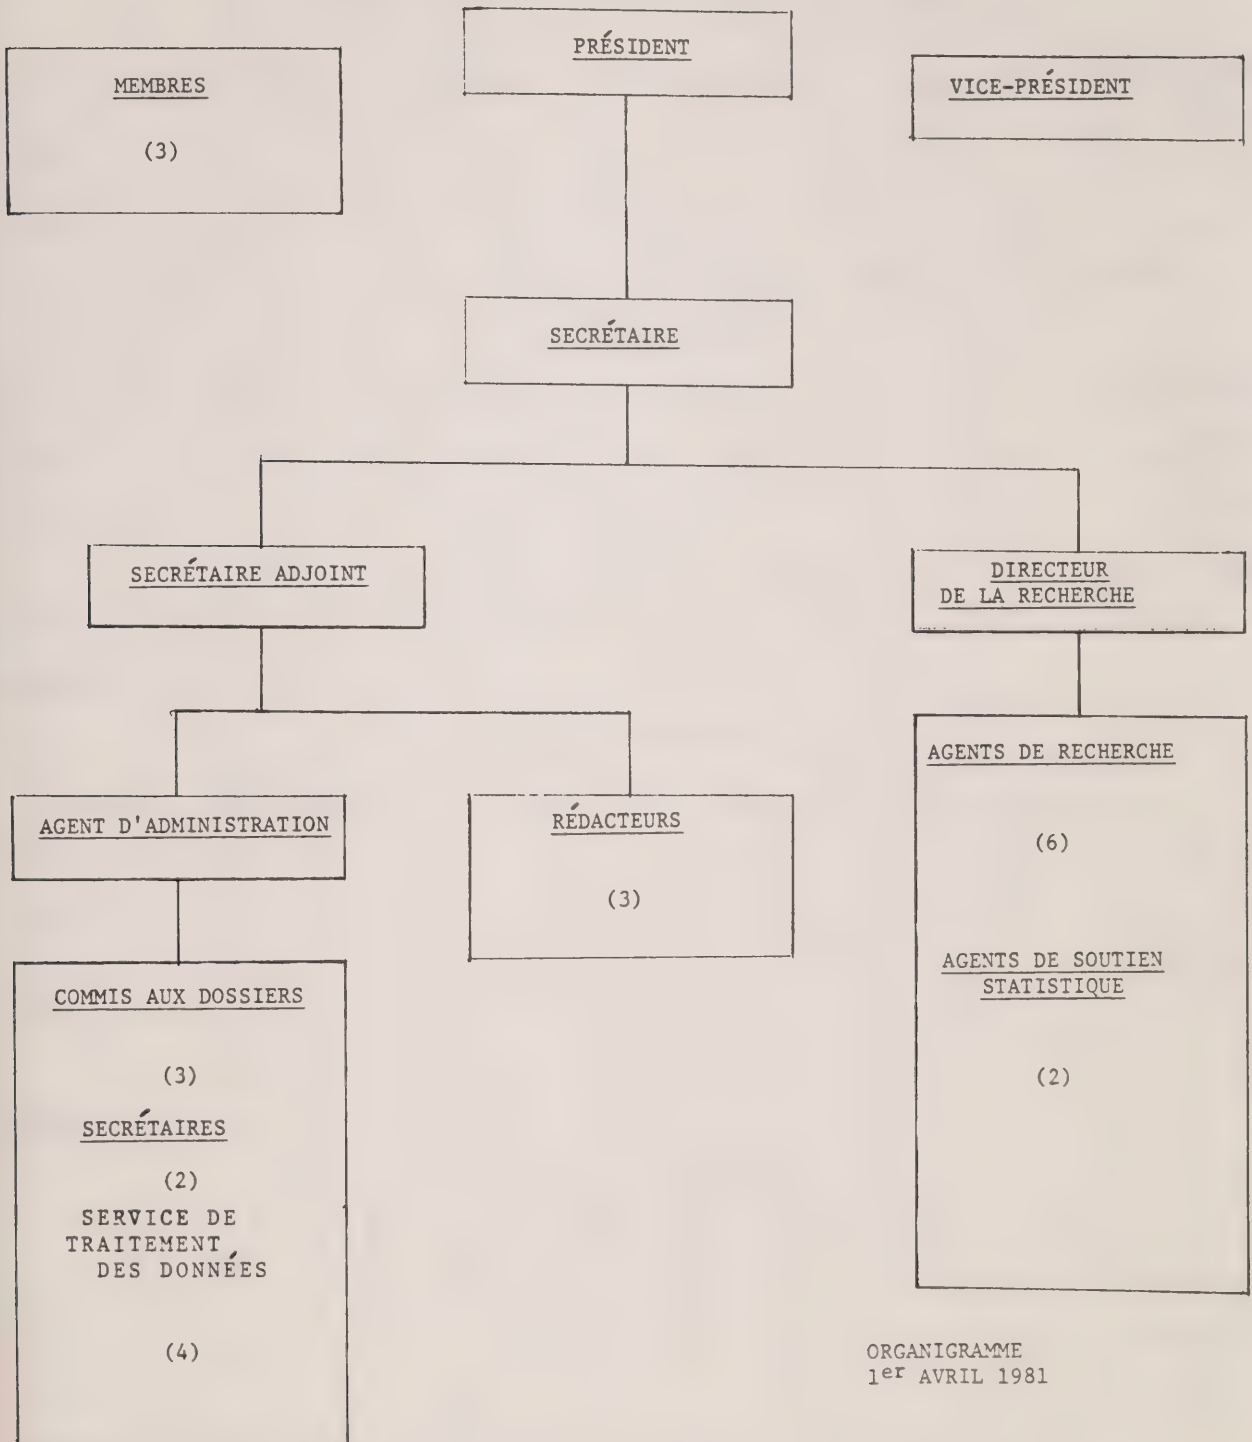 PRÉSIDENT
MEMBRES
(3)
VICE-PRÉSIDENT
SECRÉTAIRE
SECRÉTAIRE ADJOINT
DIRECTEUR
DE LA RECHERCHE
AGENT D'ADMINISTRATION
RÉDACTEURS
(3)
AGENTS DE RECHERCHE
(6)
AGENTS DE SOUTIEN
STATISTIQUE
(2)
COMMIS AUX DOSSIERS
(3)
SECRÉTAIRES
(2)
SERVICE DE
TRAITEMENT
DES DONNÉES
(4)
ORGANIGRAMME
1er AVRIL 1981